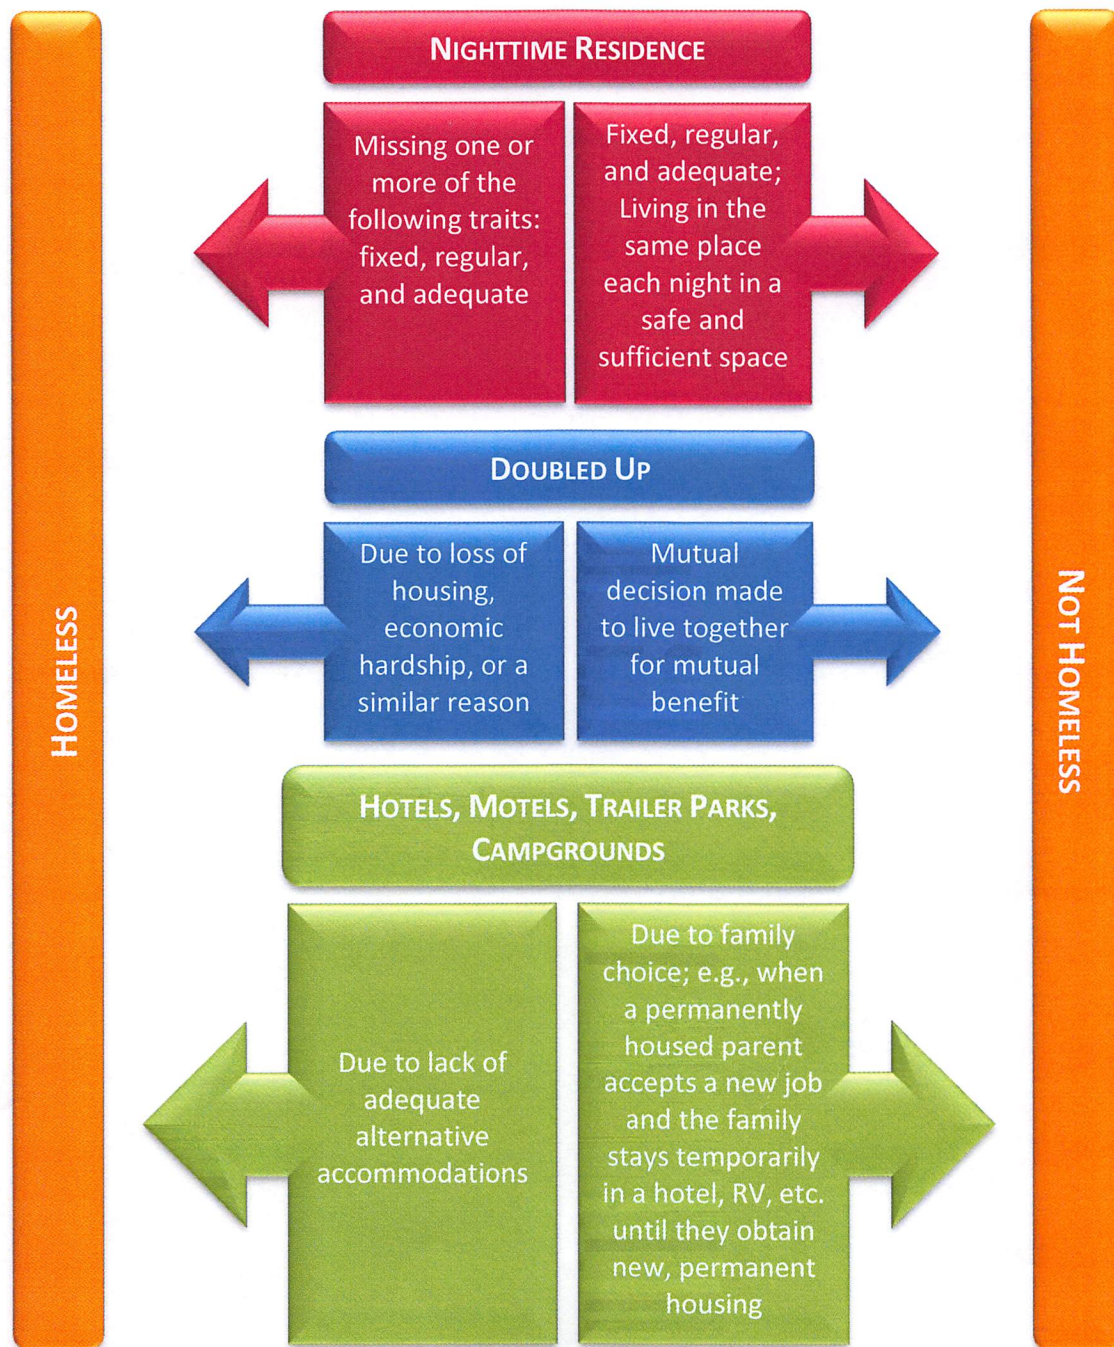 HOMELESS
NIGHTTIME RESIDENCE
Missing one or
more of the
following traits:
fixed, regular,
and adequate
Fixed, regular,
and adequate;
Living in the
same place
each night in a
safe and
sufficient space
DOUBLED UP
Due to loss of
housing,
economic
hardship, or a
similar reason
Mutual
decision made
to live together
for mutual
benefit
HOTELS, MOTELS, TRAILER PARKS,
CAMPGROUNDS
Due to lack of
adequate
alternative
accommodations
Due to family
choice; e.g., when
a permanently
housed parent
accepts a new job
and the family
stays temporarily
in a hotel, RV, etc.
until they obtain
new, permanent
housing
NOT HOMELESS